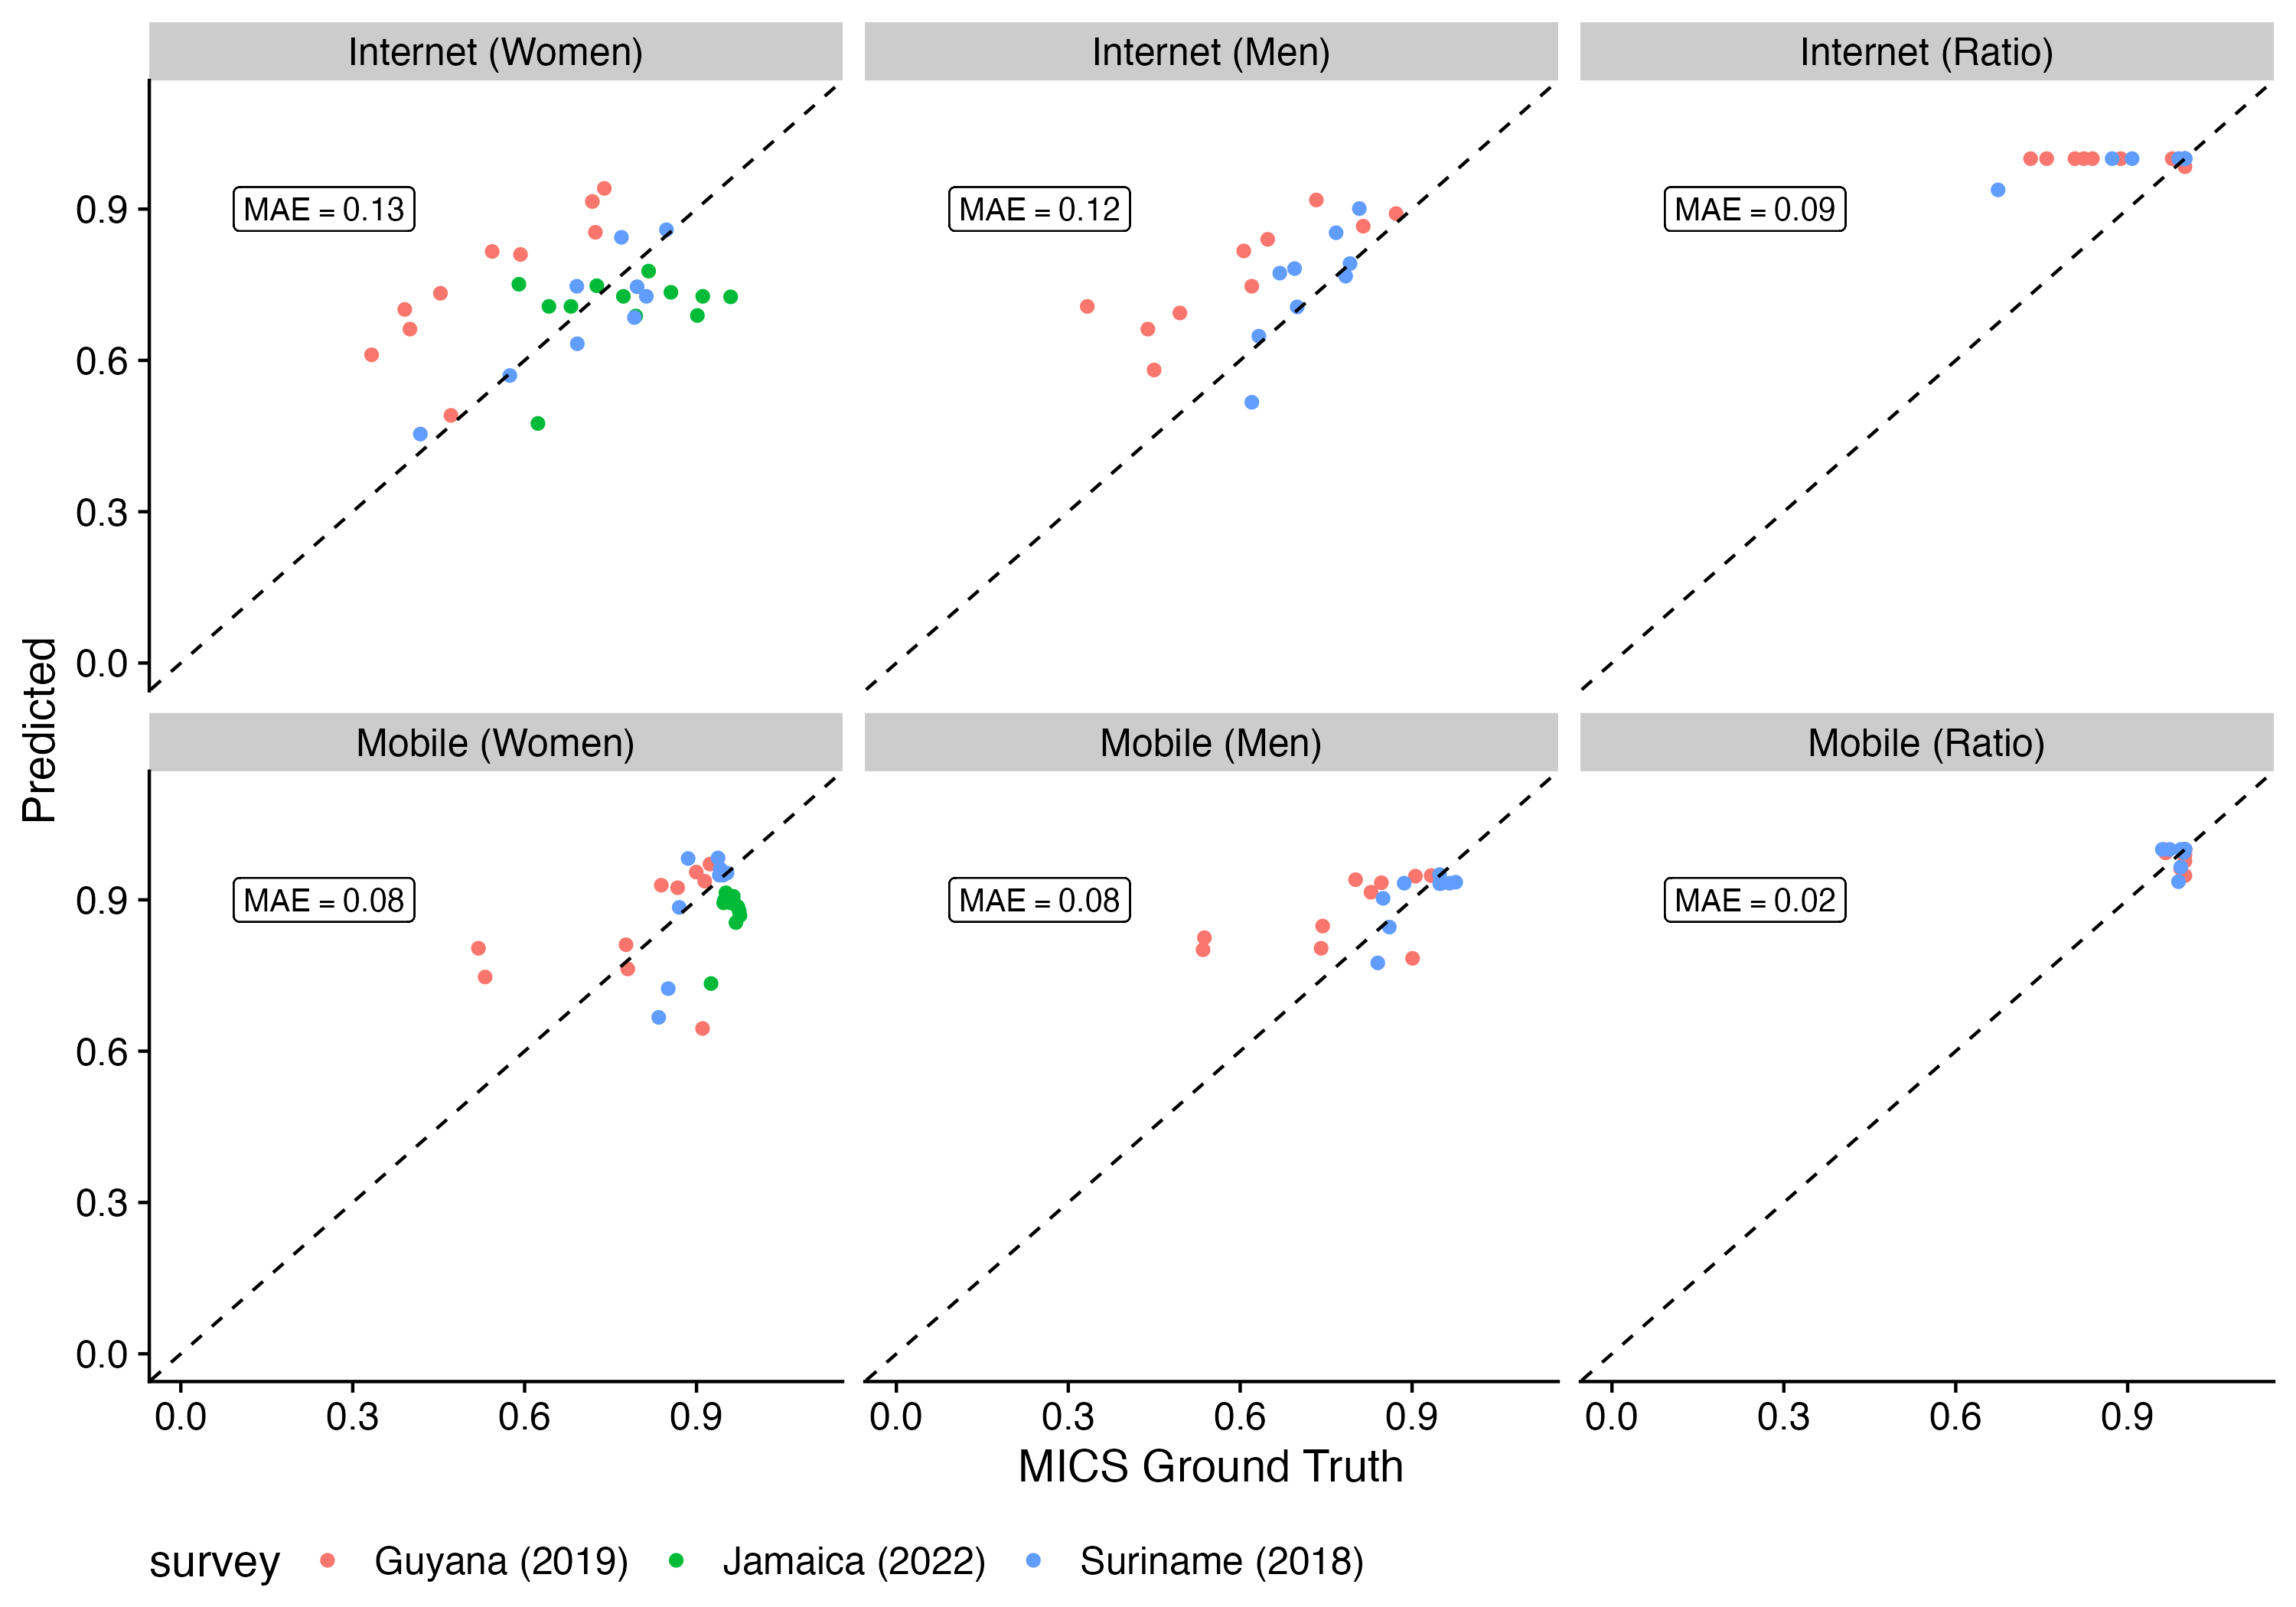 Internet (Women)
Internet (Men)
Internet (Ratio)
MAE = 0.13
MAE = 0.12
MAE = 0.09
0.9
0.6
0.3
0.0
Predicted
Mobile (Women)
Mobile (Men)
Mobile (Ratio)
MAE = 0.08
MAE = 0.08
MAE = 0.02
0.9
0.6
0.3
0.0
0.0 0.3 0.6 0.9
0.0 0.3 0.6 0.9
0.0 0.3 0.6 0.9
MICS Ground Truth
survey Guyana (2019) Jamaica (2022) Suriname (2018)